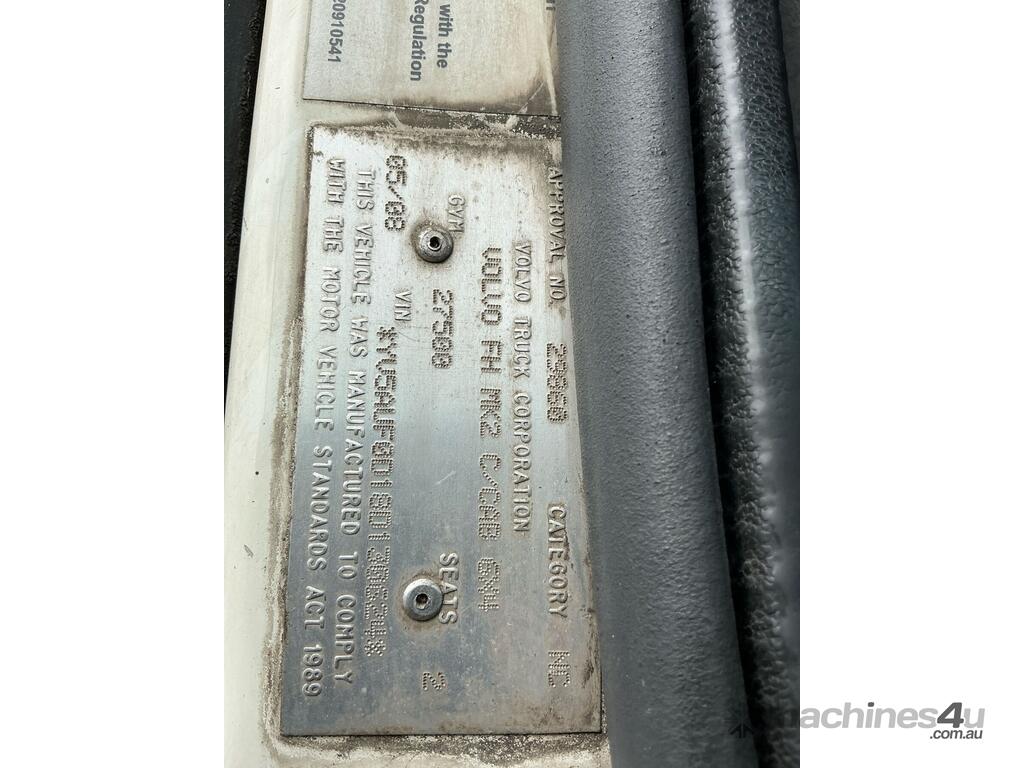 with the
Regulation
20910541
APPROVAL NO. 29860 CATEGORY NC
VOLVO TRUCK CORPORATION
VOLVO FH MK2 C/CAB 6X4
GVM 27500 SEATS 2
05/08 VIN
THIS VEHICLE WAS MANUFACTURED TO COMPLY
WITH THE MOTOR VEHICLE STANDARDS ACT 1989
machines4u
.com.au